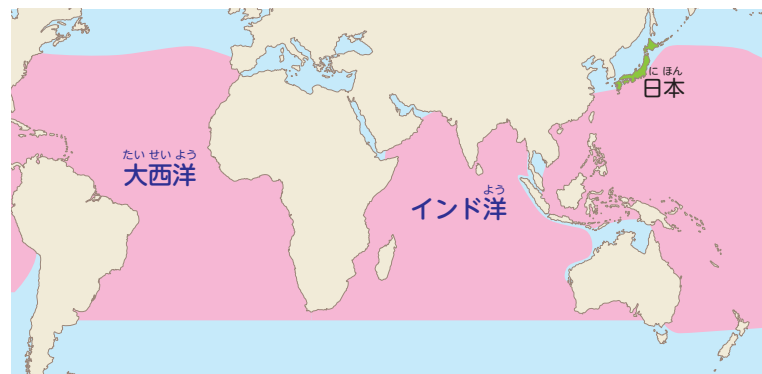 に ほん
日本
たい せい よう
大西洋
よう
インド洋